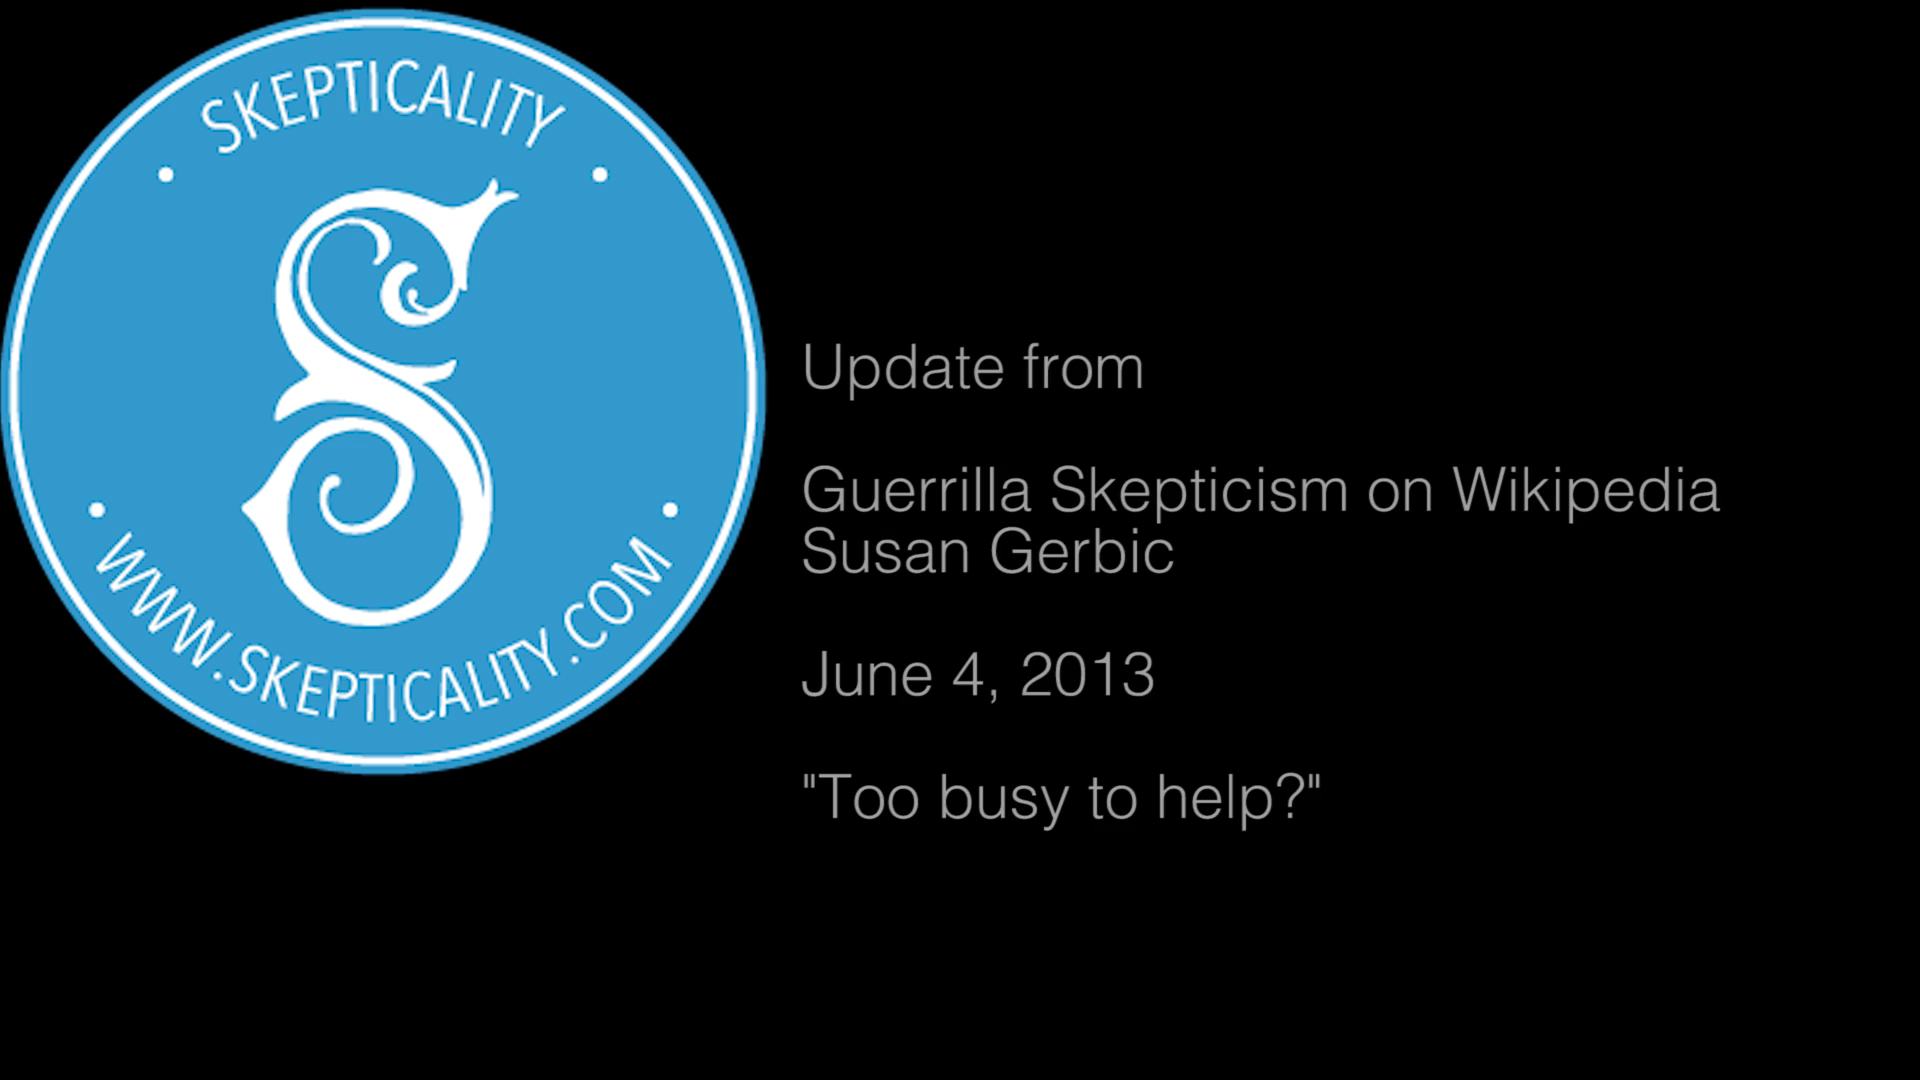 SKEPTICALITY
S
WWW.SKEPTICALITY.COM
Update from
Guerrilla Skepticism on Wikipedia
Susan Gerbic
June 4, 2013
"Too busy to help?"